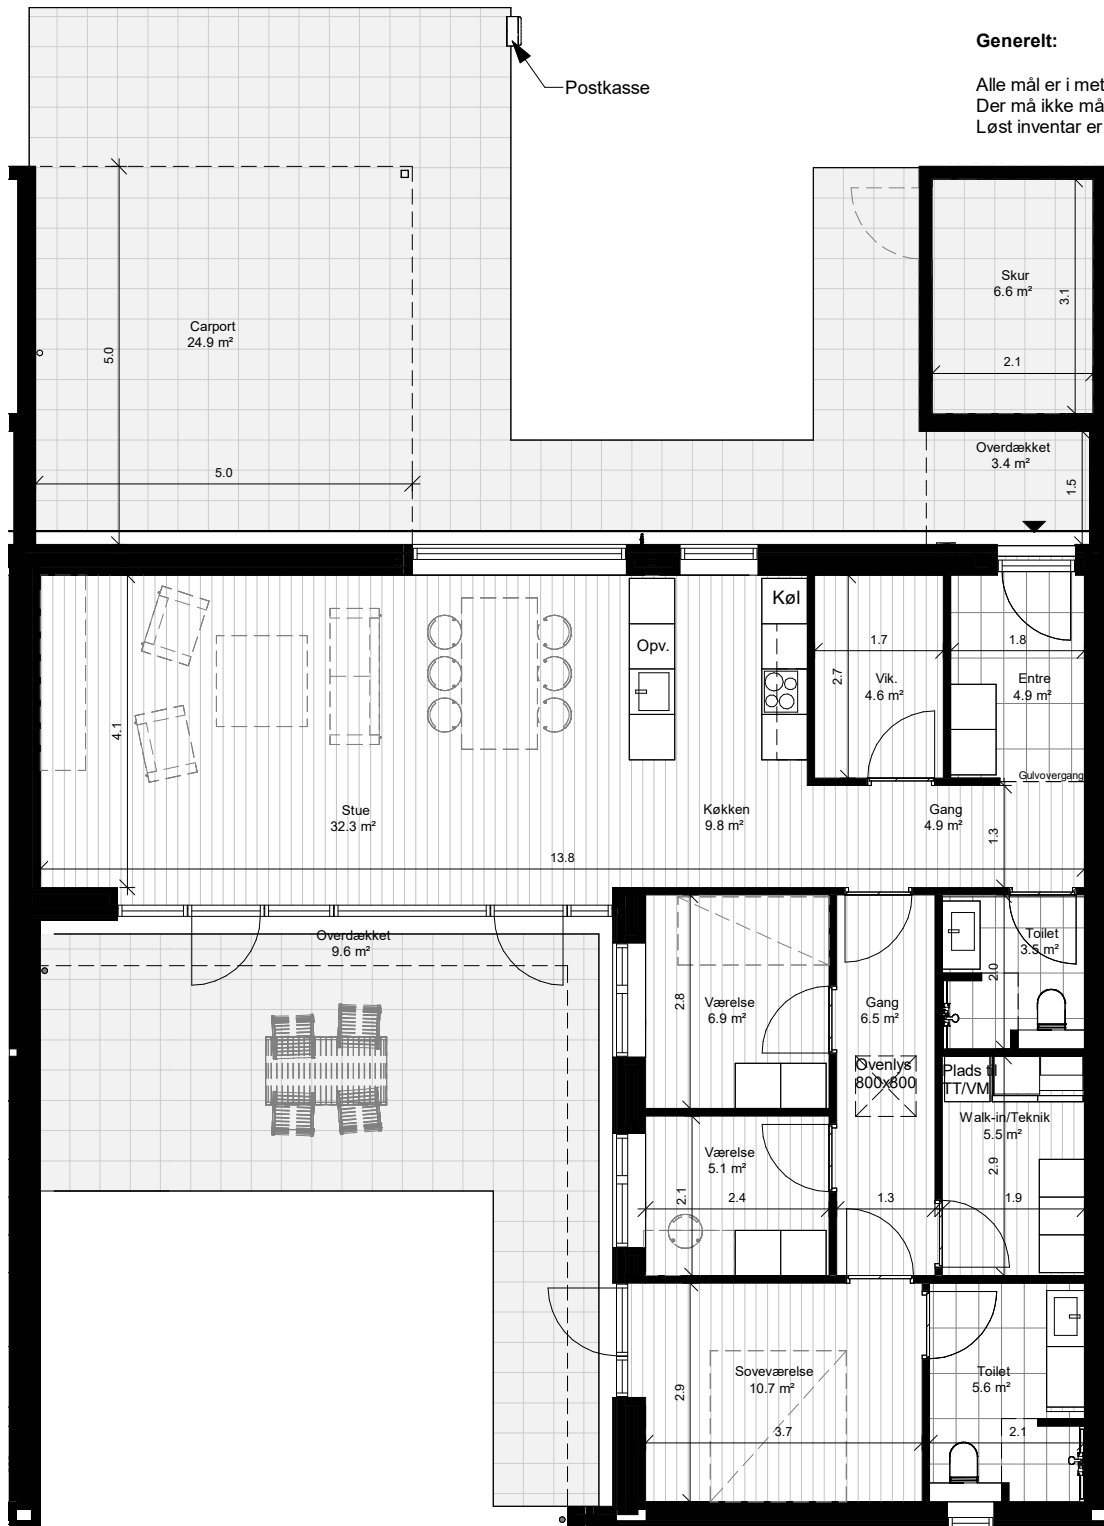 Generelt:
Alle mål er i met
Der må ikke må
Løst inventar er
Postkasse
Skur
6.6 m²
3.1
2.1
Carport
24.9 m²
5.0
5.0
Overdækket
3.4 m²
1.5
Køl
Opv.
1.7
2.7
Vik.
4.6 m²
1.8
Entre
4.9 m²
4.1
Gulvovergang
Stue
32.3 m²
Køkken
9.8 m²
Gang
4.9 m²
1.3
13.8
Overdækket
9.6 m²
Toilet
3.5 m²
2.0
2.8
Værelse
6.9 m²
Gang
6.5 m²
Ovenlys
800x800
Plads til
TT/VM
Walk-in/Teknik
5.5 m²
2.9
Værelse
5.1 m²
2.1
2.4
1.3
1.9
Soveværelse
10.7 m²
2.9
3.7
Toilet
5.6 m²
2.1